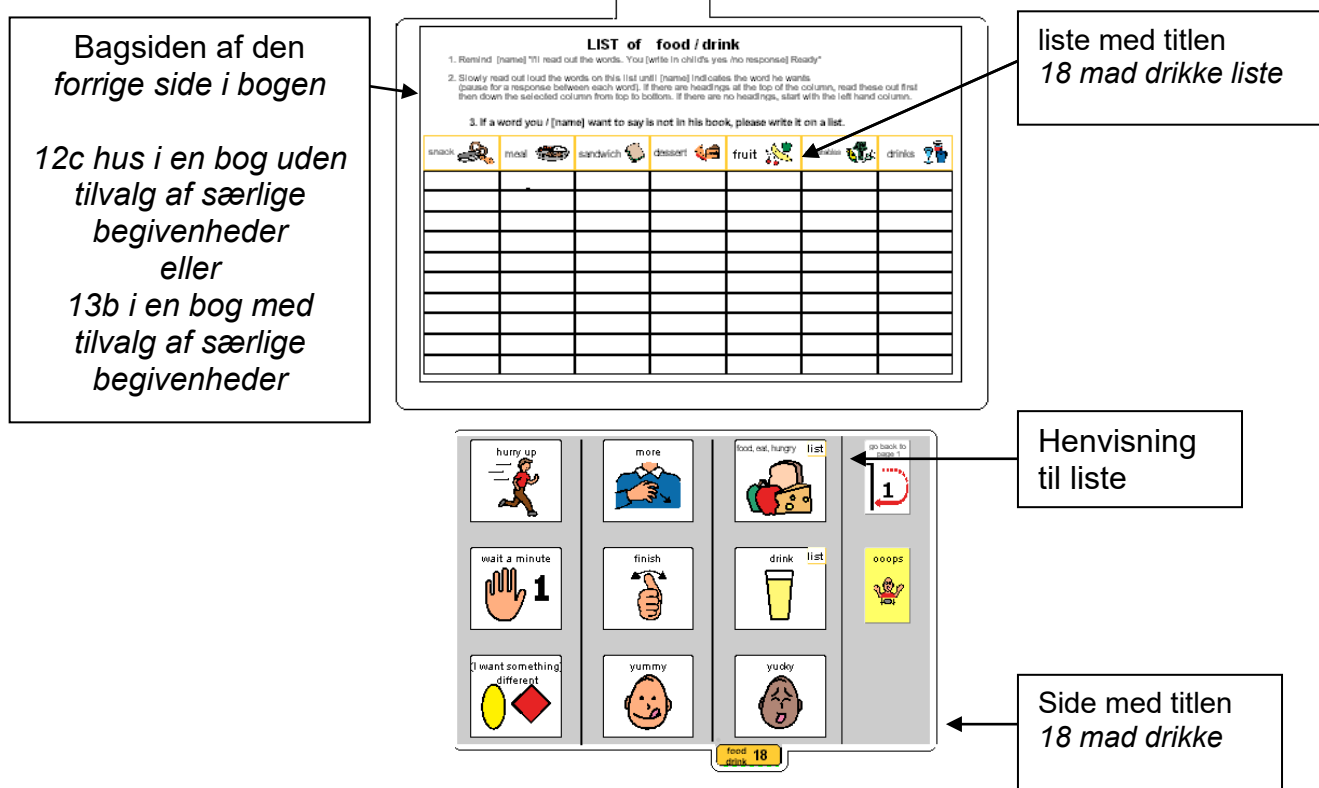 Bagsiden af den
forrige side i bogen
12c hus i en bog uden
tilvalg af særlige
begivenheder
eller
13b i en bog med
tilvalg af særlige
begivenheder
LIST of food / drink
1. Remind [name] "I'll read out the words. You [write in child's yes /no response] Ready"
2. Slowly read out loud the words on this list until [name] indicates the word he wants
(pause for a response between each word). If there are headings at the top of the column, read these out first
then down the selected column from top to bottom. If there are no headings, start with the left hand column.
3. If a word you / [name] want to say is not in his book, please write it on a list.
snack meal sandwich dessert fruit drinks
liste med titlen
18 mad drikke liste
hurry up
more
food, eat, hungry list
go back to
page 1
1
Henvisning
til liste
wait a minute
1
finish
drink list
ooops
[I want something]
different
yummy
yucky
food
drink 18
Side med titlen
18 mad drikke